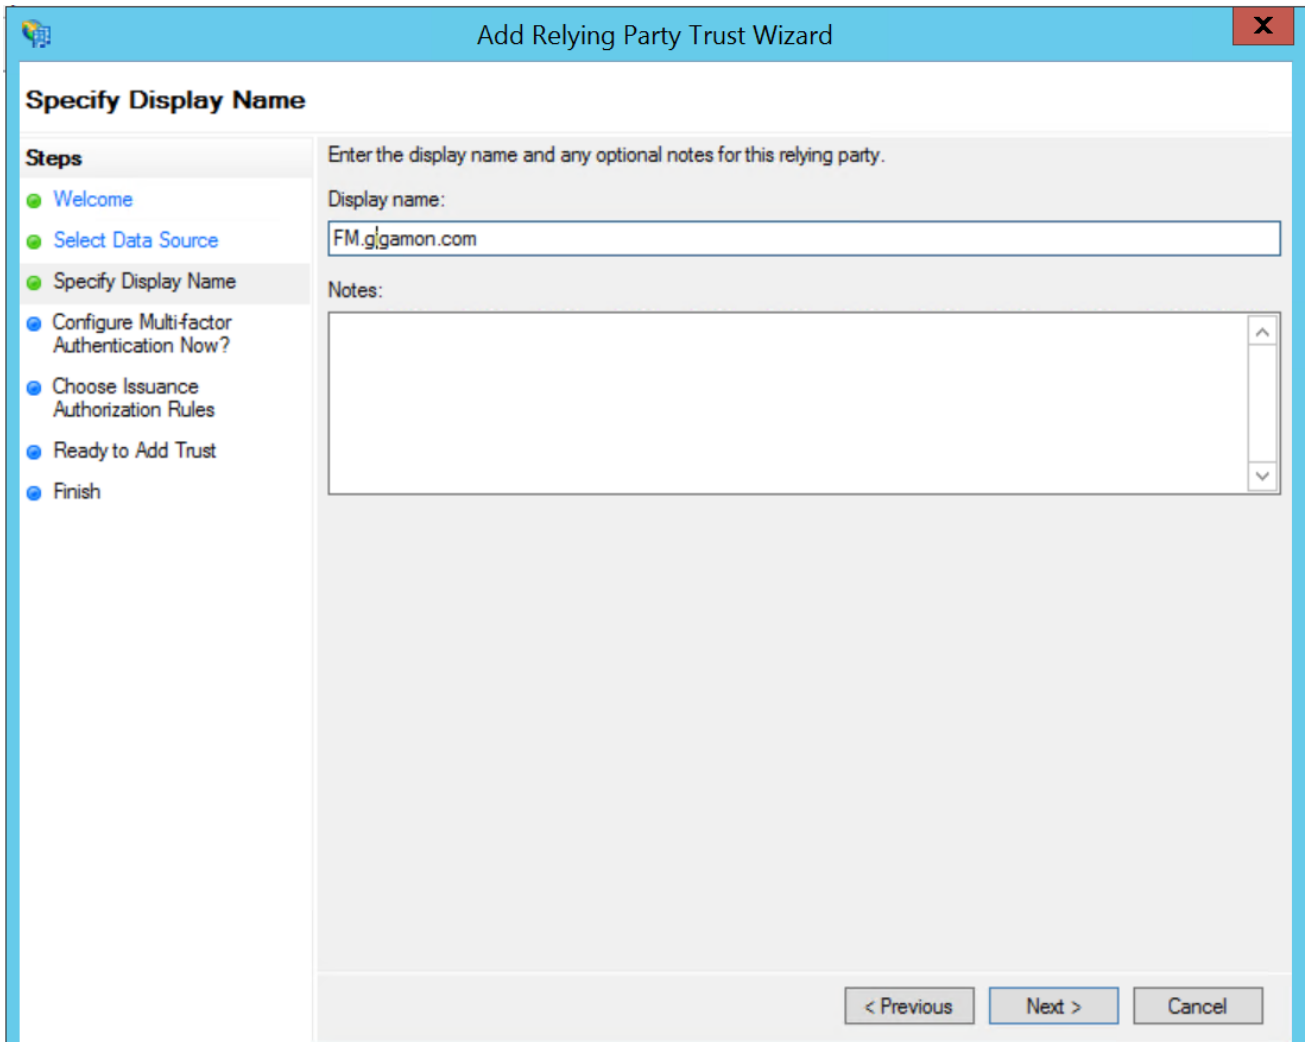 Add Relying Party Trust Wizard
X
Specify Display Name
Steps
Welcome
Select Data Source
Specify Display Name
Configure Multi-factor
Authentication Now?
Choose Issuance
Authorization Rules
Ready to Add Trust
Finish
Enter the display name and any optional notes for this relying party.
Display name:
FM.gigamon.com
Notes:
< Previous
Next >
Cancel